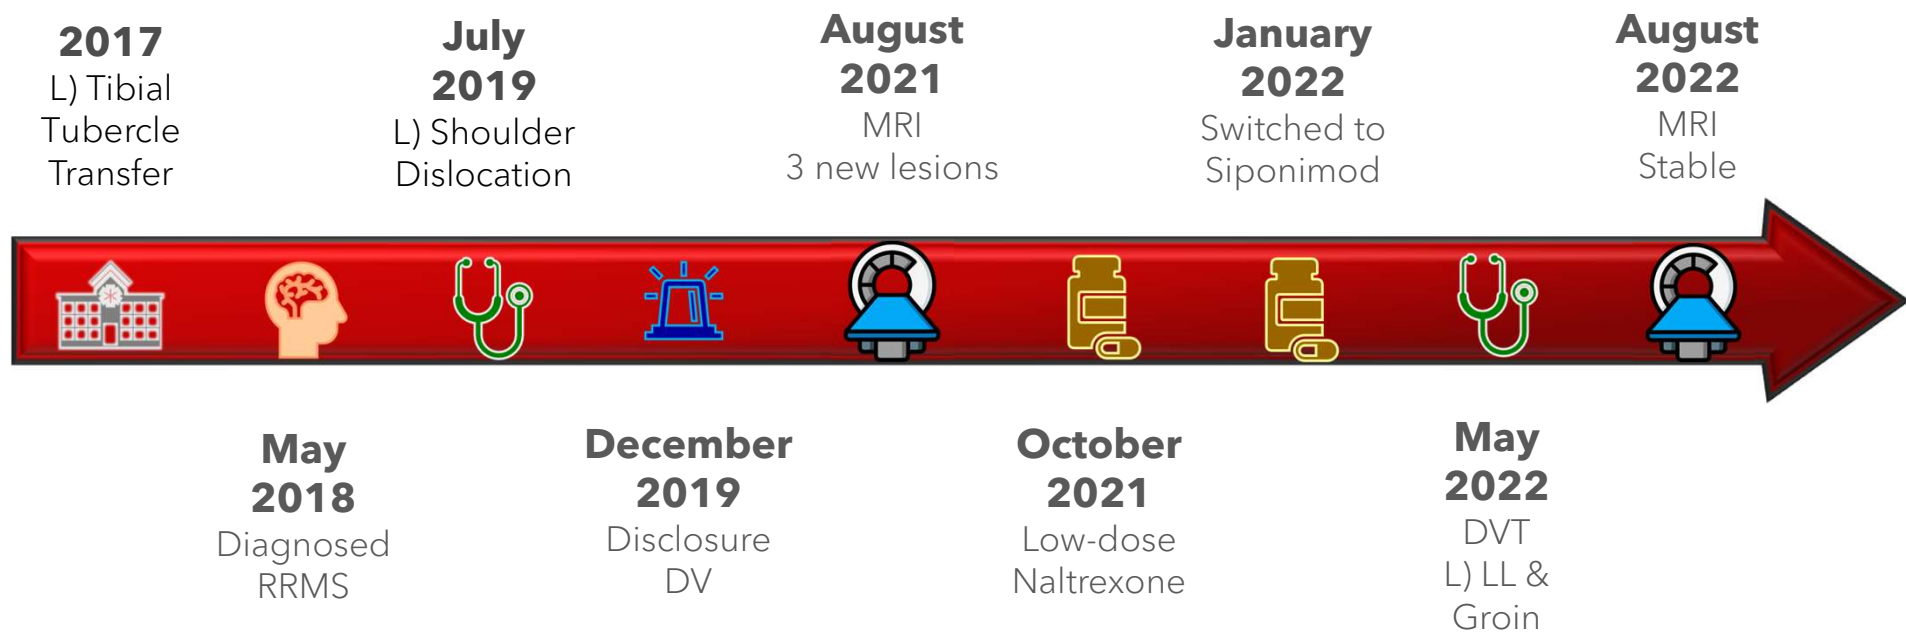 2017
L) Tibial
Tubercle
Transfer
May
2018
Diagnosed
RRMS
July
2019
L) Shoulder
Dislocation
December
2019
Disclosure
DV
August
2021
MRI
3 new lesions
October
2021
Low-dose
Naltrexone
January
2022
Switched to
Siponimod
May
2022
DVT
L) LL &
Groin
August
2022
MRI
Stable